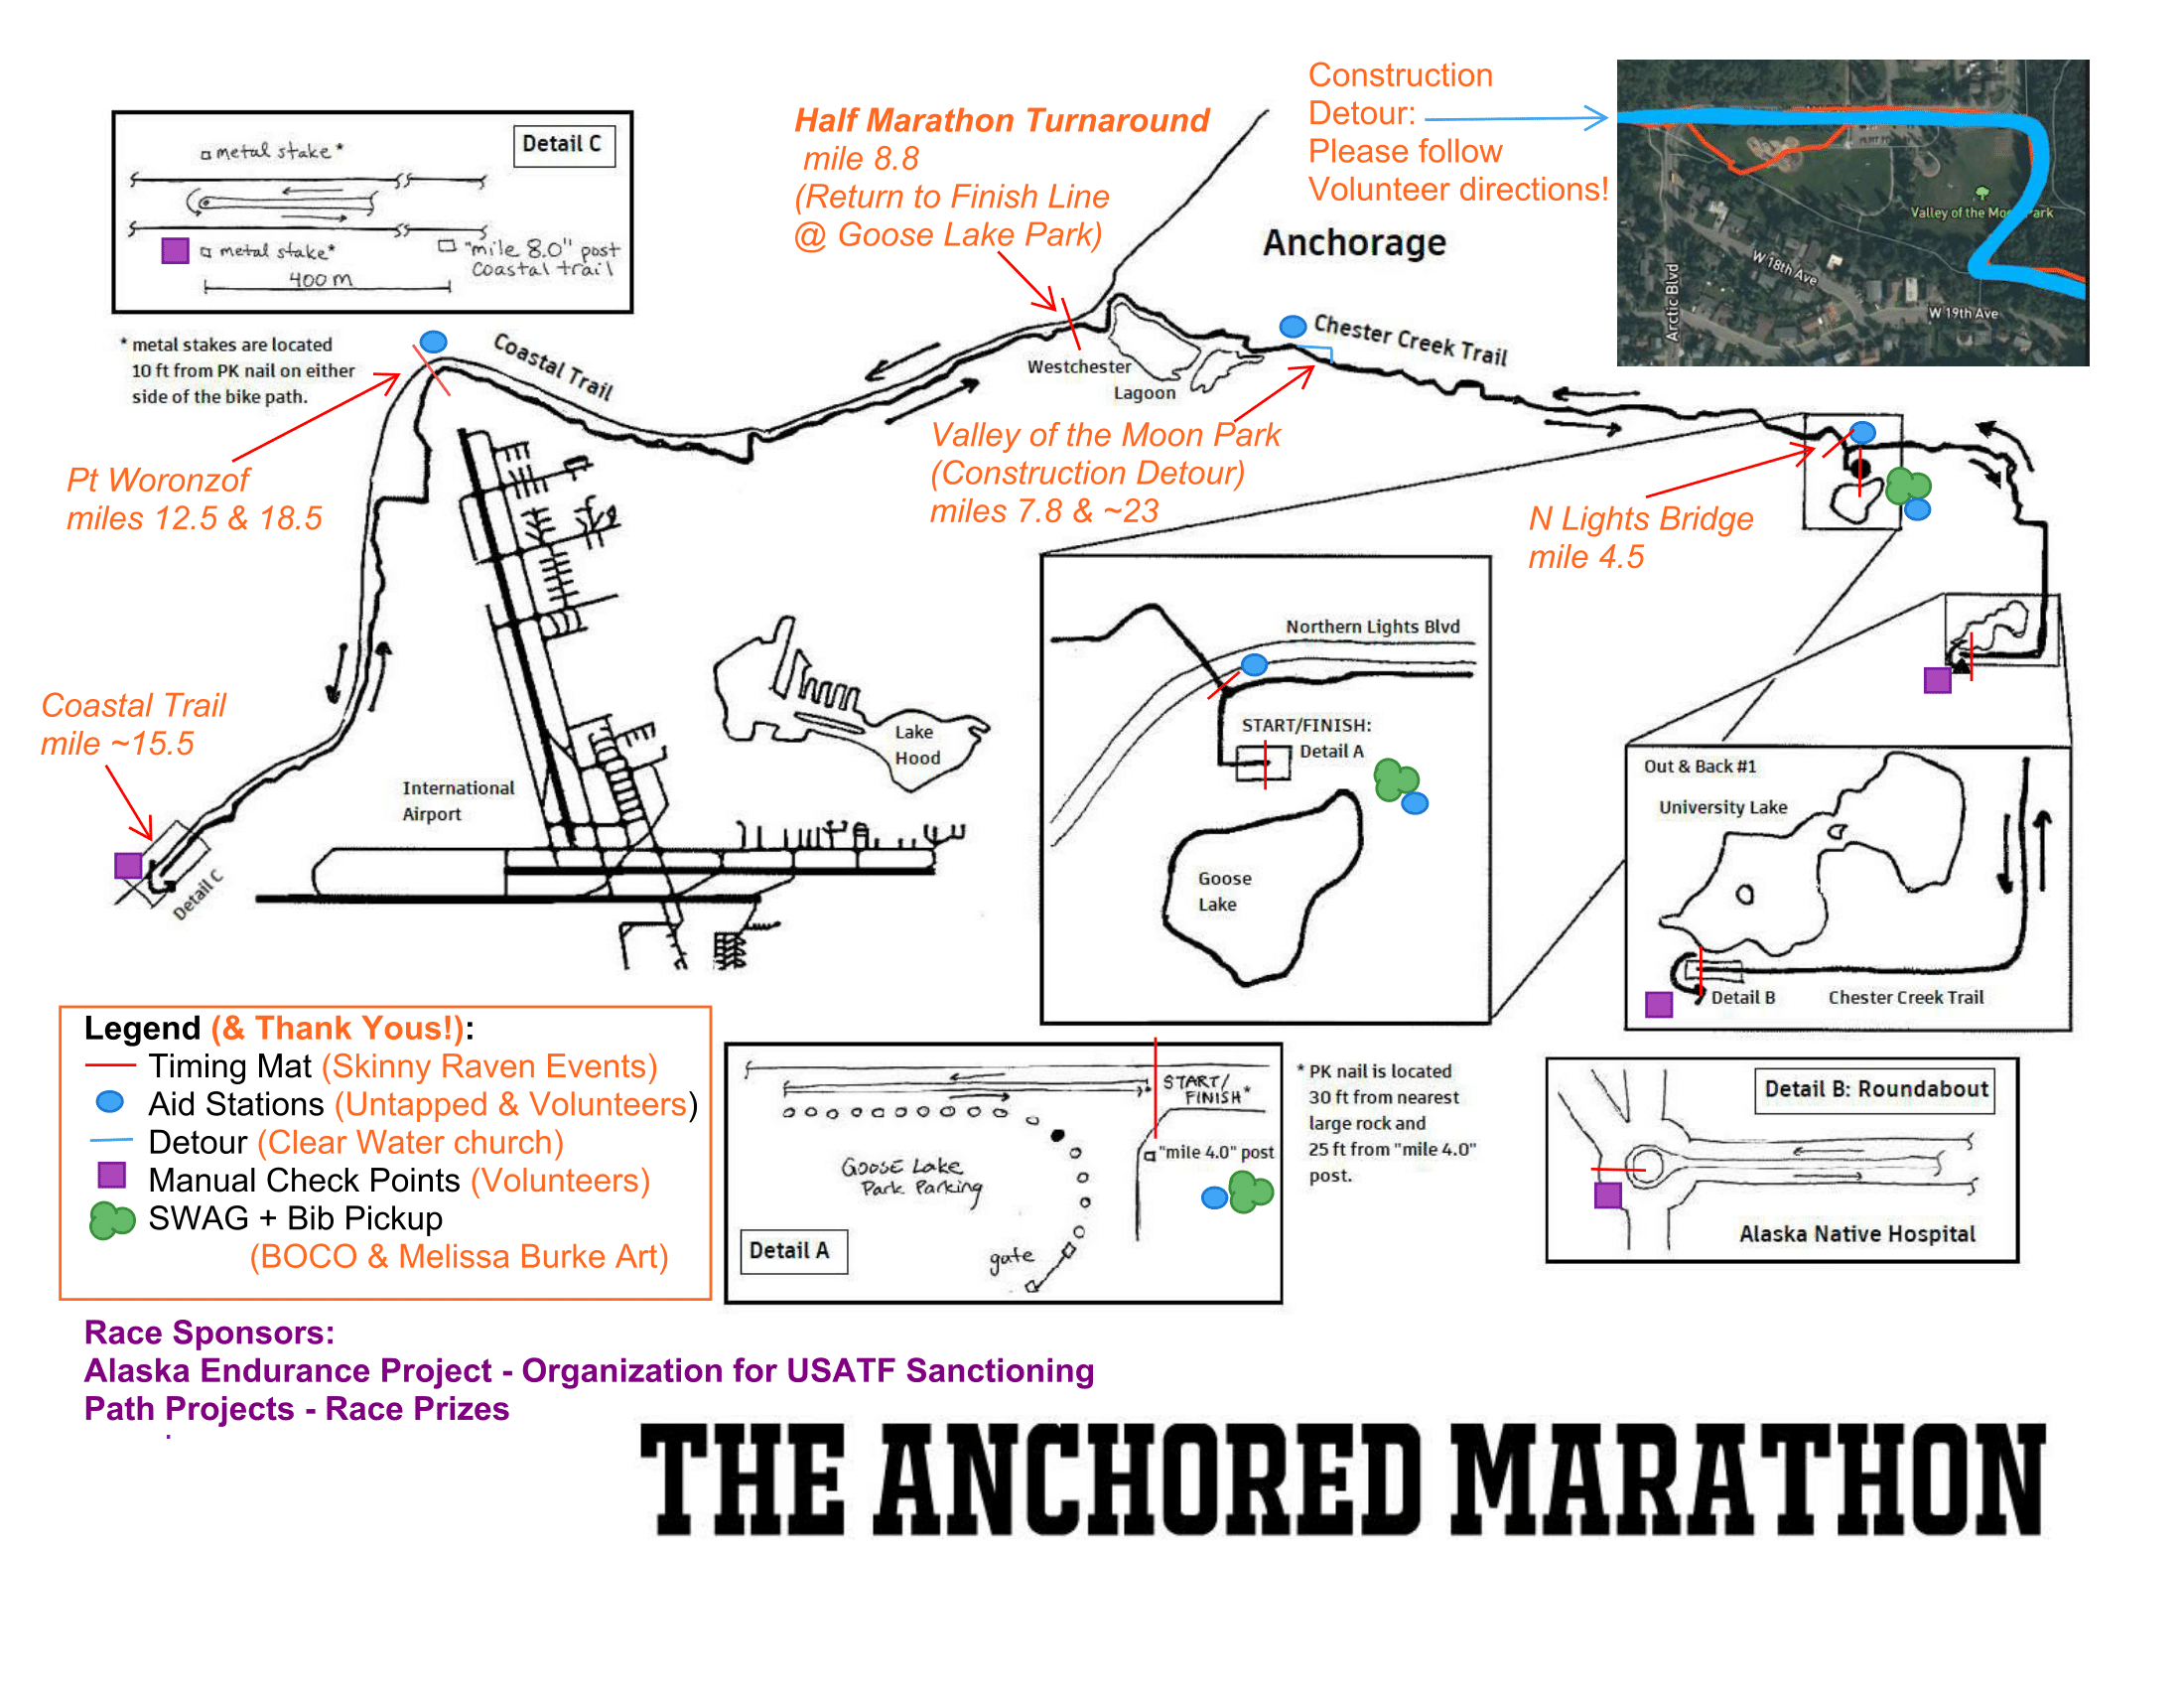 Detail C
□ metal stake*
□ metal stake*
□ "mile 8.0" post
coastal trail
400 m
* metal stakes are located
10 ft from PK nail on either
side of the bike path.
Half Marathon Turnaround
mile 8.8
(Return to Finish Line
@ Goose Lake Park)
Construction
Detour:
Please follow
Volunteer directions!
Valley of the Moon Park
W 18th Ave
W 19th Ave
Arctic Blvd
Anchorage
Coastal Trail
Westchester
Lagoon
Chester Creek Trail
Pt Woronzof
miles 12.5 & 18.5
Valley of the Moon Park
(Construction Detour)
miles 7.8 & ~23
N Lights Bridge
mile 4.5
Coastal Trail
mile ~15.5
Detail C
International
Airport
Lake
Hood
Northern Lights Blvd
START/FINISH:
Detail A
Goose
Lake
Out & Back #1
University Lake
Detail B
Chester Creek Trail
Legend (& Thank Yous!):
Timing Mat (Skinny Raven Events)
Aid Stations (Untapped & Volunteers)
Detour (Clear Water church)
Manual Check Points (Volunteers)
SWAG + Bib Pickup
(BOCO & Melissa Burke Art)
START/
FINISH*
"mile 4.0" post
Goose Lake
Park Parking
gate
Detail A
* PK nail is located
30 ft from nearest
large rock and
25 ft from "mile 4.0"
post.
Detail B: Roundabout
Alaska Native Hospital
Race Sponsors:
Alaska Endurance Project - Organization for USATF Sanctioning
Path Projects - Race Prizes
THE ANCHORED MARATHON